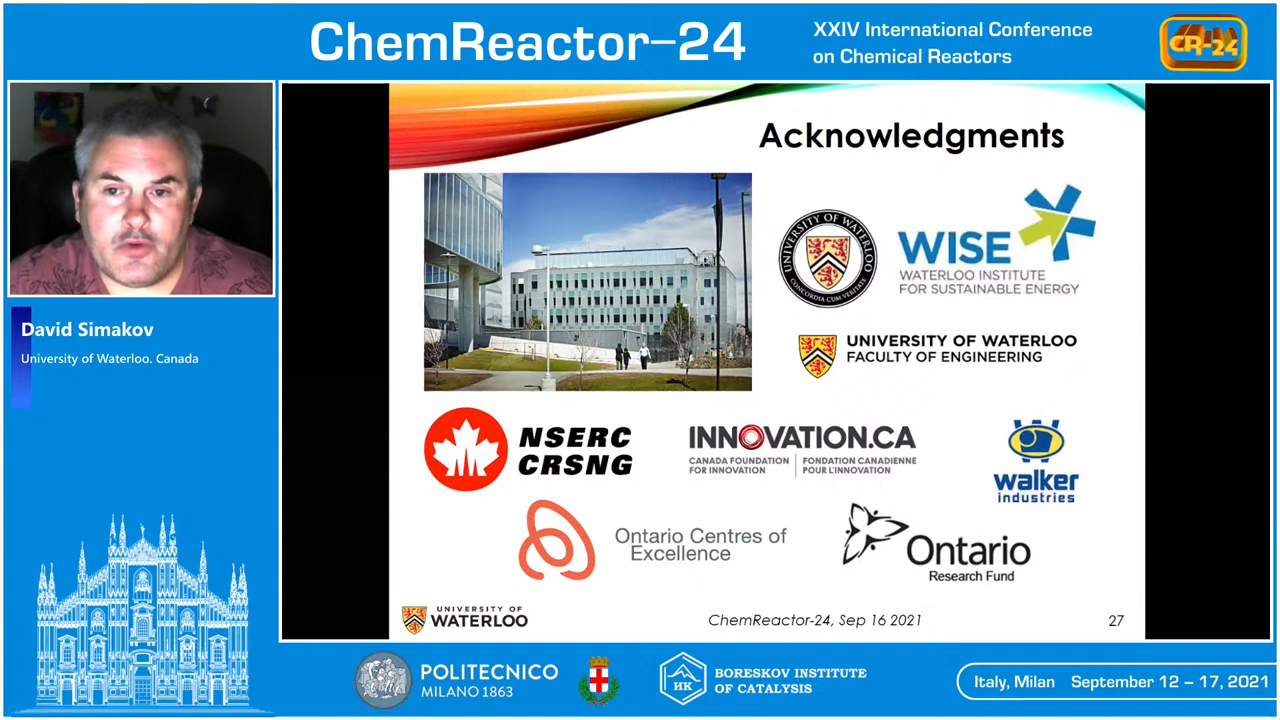 ChemReactor–24
XXIV International Conference
on Chemical Reactors
CR-24
David Simakov
University of Waterloo. Canada
Acknowledgments
UNIVERSITY OF WATERLOO
CONCORDIA CUM VERITATE
WISE
WATERLOO INSTITUTE
FOR SUSTAINABLE ENERGY
UNIVERSITY OF WATERLOO
FACULTY OF ENGINEERING
NSERC
CRSNG
INNOVATION.CA
CANADA FOUNDATION
FOR INNOVATION
FONDATION CANADIENNE
POUR L'INNOVATION
walker
industries
Ontario Centres of
Excellence
Ontario
Research Fund
UNIVERSITY OF
WATERLOO
ChemReactor-24, Sep 16 2021
27
POLITECNICO
MILANO 1863
НК
BORESKOV INSTITUTE
OF CATALYSIS
Italy, Milan September 12 – 17, 2021